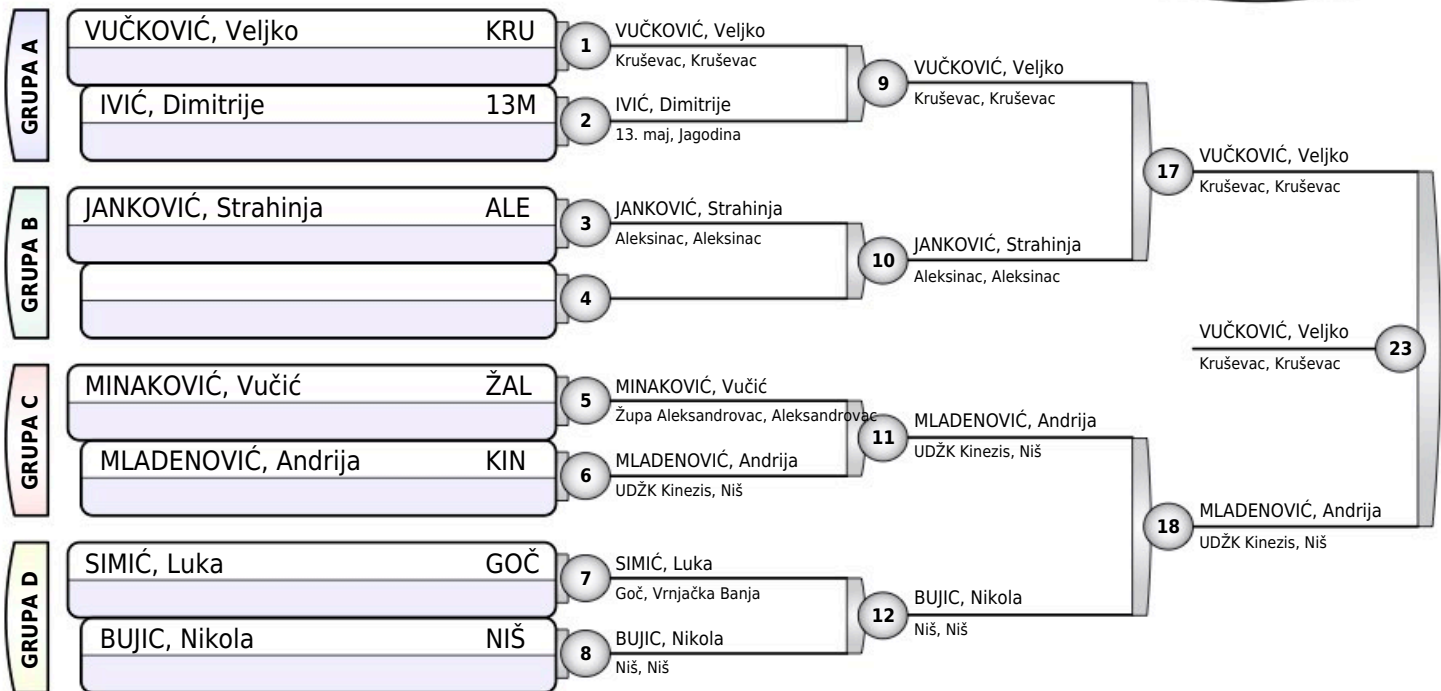 GRUPA A
VUČKOVIĆ, Veljko KRU
IVIĆ, Dimitrije 13M
GRUPA B
JANKOVIĆ, Strahinja ALE
GRUPA C
MINAKOVIĆ, Vučić ŽAL
MLADENOVIĆ, Andrija KIN
GRUPA D
SIMIĆ, Luka GOČ
BUJIC, Nikola NIŠ
1
VUČKOVIĆ, Veljko
Kruševac, Kruševac
2
IVIĆ, Dimitrije
13. maj, Jagodina
3
JANKOVIĆ, Strahinja
Aleksinac, Aleksinac
4
5
MINAKOVIĆ, Vučić
Župa Aleksandrovac, Aleksandrovac
6
MLADENOVIĆ, Andrija
UDŽK Kinezis, Niš
7
SIMIĆ, Luka
Goč, Vrnjačka Banja
8
BUJIC, Nikola
Niš, Niš
9
VUČKOVIĆ, Veljko
Kruševac, Kruševac
10
JANKOVIĆ, Strahinja
Aleksinac, Aleksinac
11
MLADENOVIĆ, Andrija
UDŽK Kinezis, Niš
12
BUJIC, Nikola
Niš, Niš
17
VUČKOVIĆ, Veljko
Kruševac, Kruševac
18
MLADENOVIĆ, Andrija
UDŽK Kinezis, Niš
VUČKOVIĆ, Veljko
Kruševac, Kruševac
23